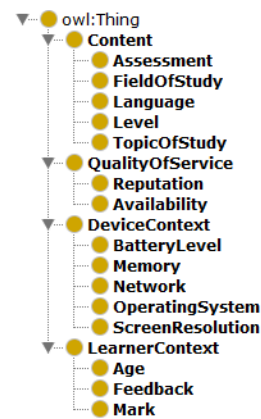 owl:Thing
Content
Assessment
FieldOfStudy
Language
Level
TopicOfStudy
QualityOfService
Reputation
Availability
DeviceContext
BatteryLevel
Memory
Network
OperatingSystem
ScreenResolution
LearnerContext
Age
Feedback
Mark